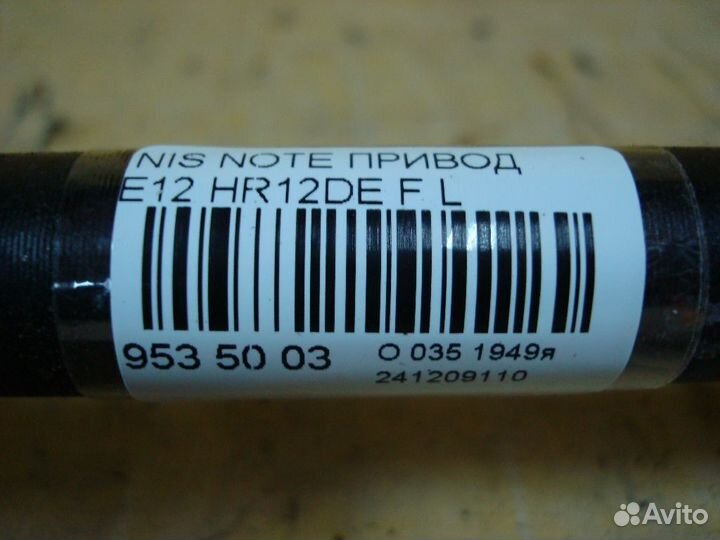 NIS NOTE ПРИВОД
E12 HR12DE F L
953 50 03
O 035 1949я
241209110
Avito